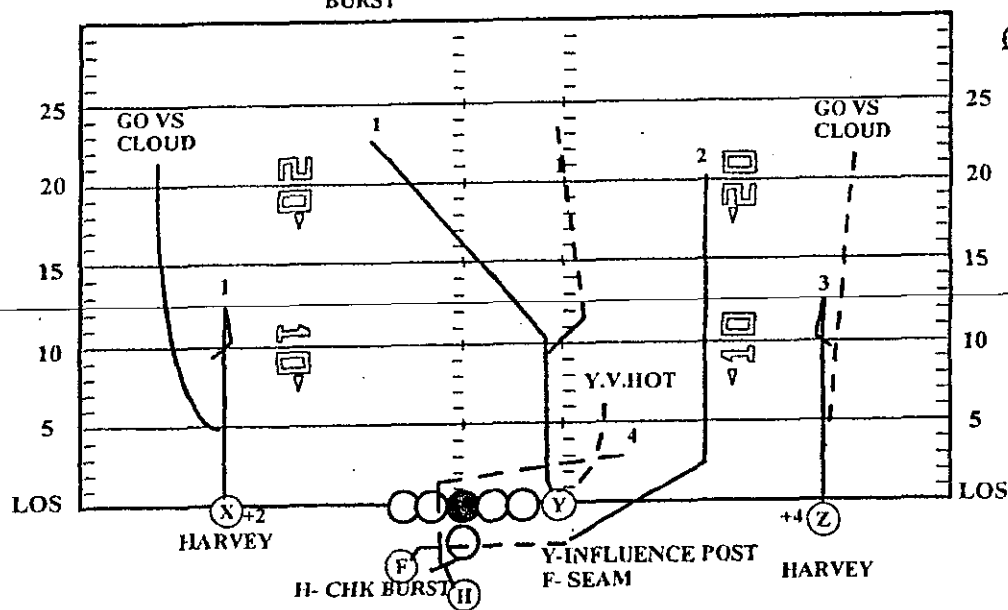 BURST
25
GO VS
CLOUD
1
2
GO VS
CLOUD
25
20
20
20
20
15
1
3
15
10
10
10
10
5
Y.V.HOT
4
5
LOS
X
+2
Y
+4
Z
LOS
HARVEY
F
H
Y-INFLUENCE POST
F- SEAM
HARVEY
H- CHK BURST